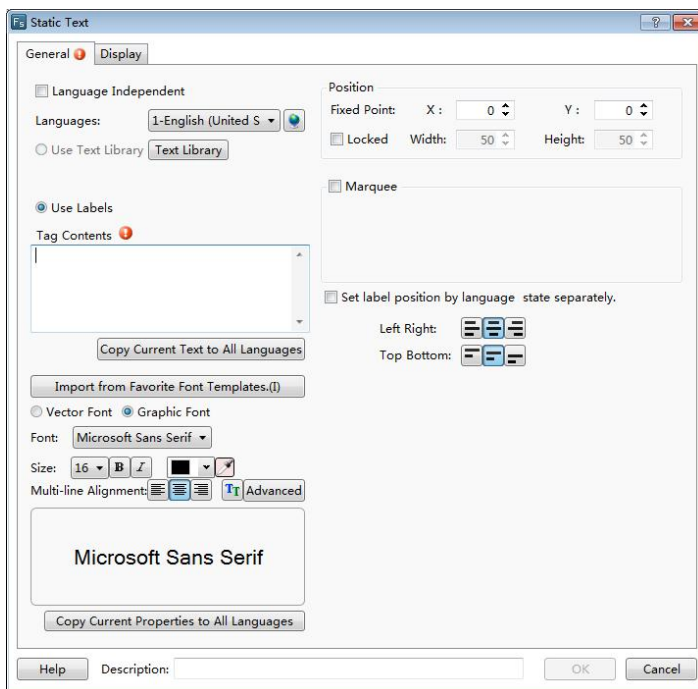 Fs Static Text
General Display
Language Independent
Languages: 1-English (United S
Use Text Library Text Library
Use Labels
Tag Contents
Copy Current Text to All Languages
Import from Favorite Font Templates.(I)
Vector Font Graphic Font
Font: Microsoft Sans Serif
Size: 16 B I
Multi-line Alignment: TT Advanced
Microsoft Sans Serif
Copy Current Properties to All Languages
Position
Fixed Point: X : 0 Y : 0
Locked Width: 50 Height: 50
Marquee
Set label position by language state separately.
Left Right:
Top Bottom:
Help Description: OK Cancel